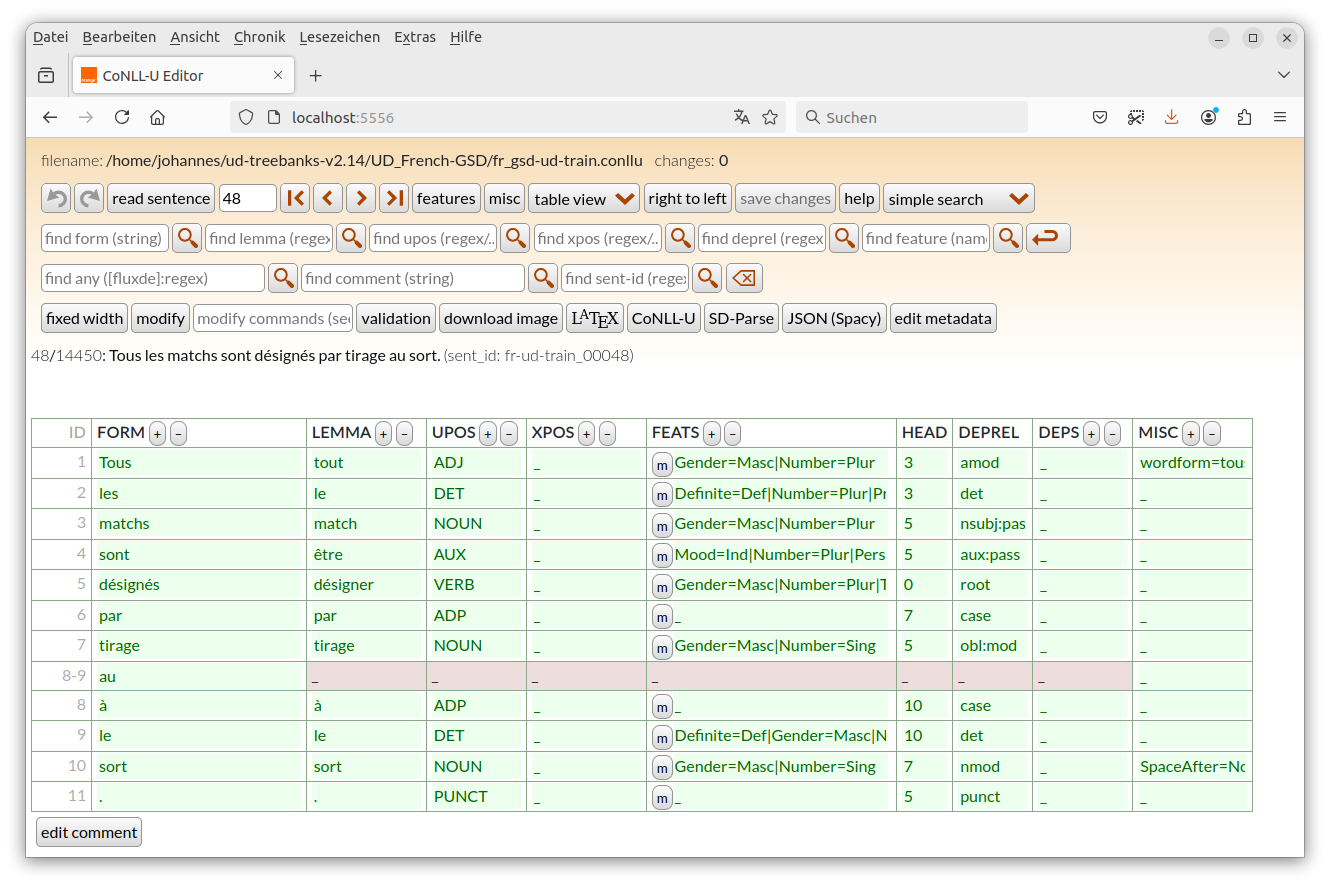 Datei Bearbeiten Ansicht Chronik Lesezeichen Extras Hilfe
CoNLL-U Editor
localhost:5556 Suchen
filename: /home/johannes/ud-treebanks-v2.14/UD_French-GSD/fr_gsd-ud-train.conllu changes: 0
read sentence 48 features misc table view right to left save changes help simple search
find form (string) find lemma (regex find upos (regex/.. find xpos (regex/.. find deprel (regex find feature (nam
find any ([fluxde]:regex) find comment (string) find sent-id (rege
fixed width modify modify commands (see validation download image LATEX CoNLL-U SD-Parse JSON (Spacy) edit metadata
48/14450: Tous les matchs sont désignés par tirage au sort. (sent_id: fr-ud-train_00048)
ID FORM + - LEMMA + - UPOS + - XPOS + - FEATS + - HEAD DEPREL DEPS + - MISC + -
1 Tous tout ADJ _ m Gender=Masc|Number=Plur 3 amod _ wordform=tou
2 les le DET _ m Definite=Def|Number=Plur|Pr 3 det _ _
3 matchs match NOUN _ m Gender=Masc|Number=Plur 5 nsubj:pas _ _
4 sont être AUX _ m Mood=Ind|Number=Plur|Pers 5 aux:pass _ _
5 désignés désigner VERB _ m Gender=Masc|Number=Plur|T 0 root _ _
6 par par ADP _ m _ 7 case _ _
7 tirage tirage NOUN _ m Gender=Masc|Number=Sing 5 obl:mod _ _
8-9 au _ _ _ _ _ _ _ _
8 à à ADP _ m _ 10 case _ _
9 le le DET _ m Definite=Def|Gender=Masc|N 10 det _ _
10 sort sort NOUN _ m Gender=Masc|Number=Sing 7 nmod _ SpaceAfter=No
11 . . PUNCT _ m _ 5 punct _ _
edit comment